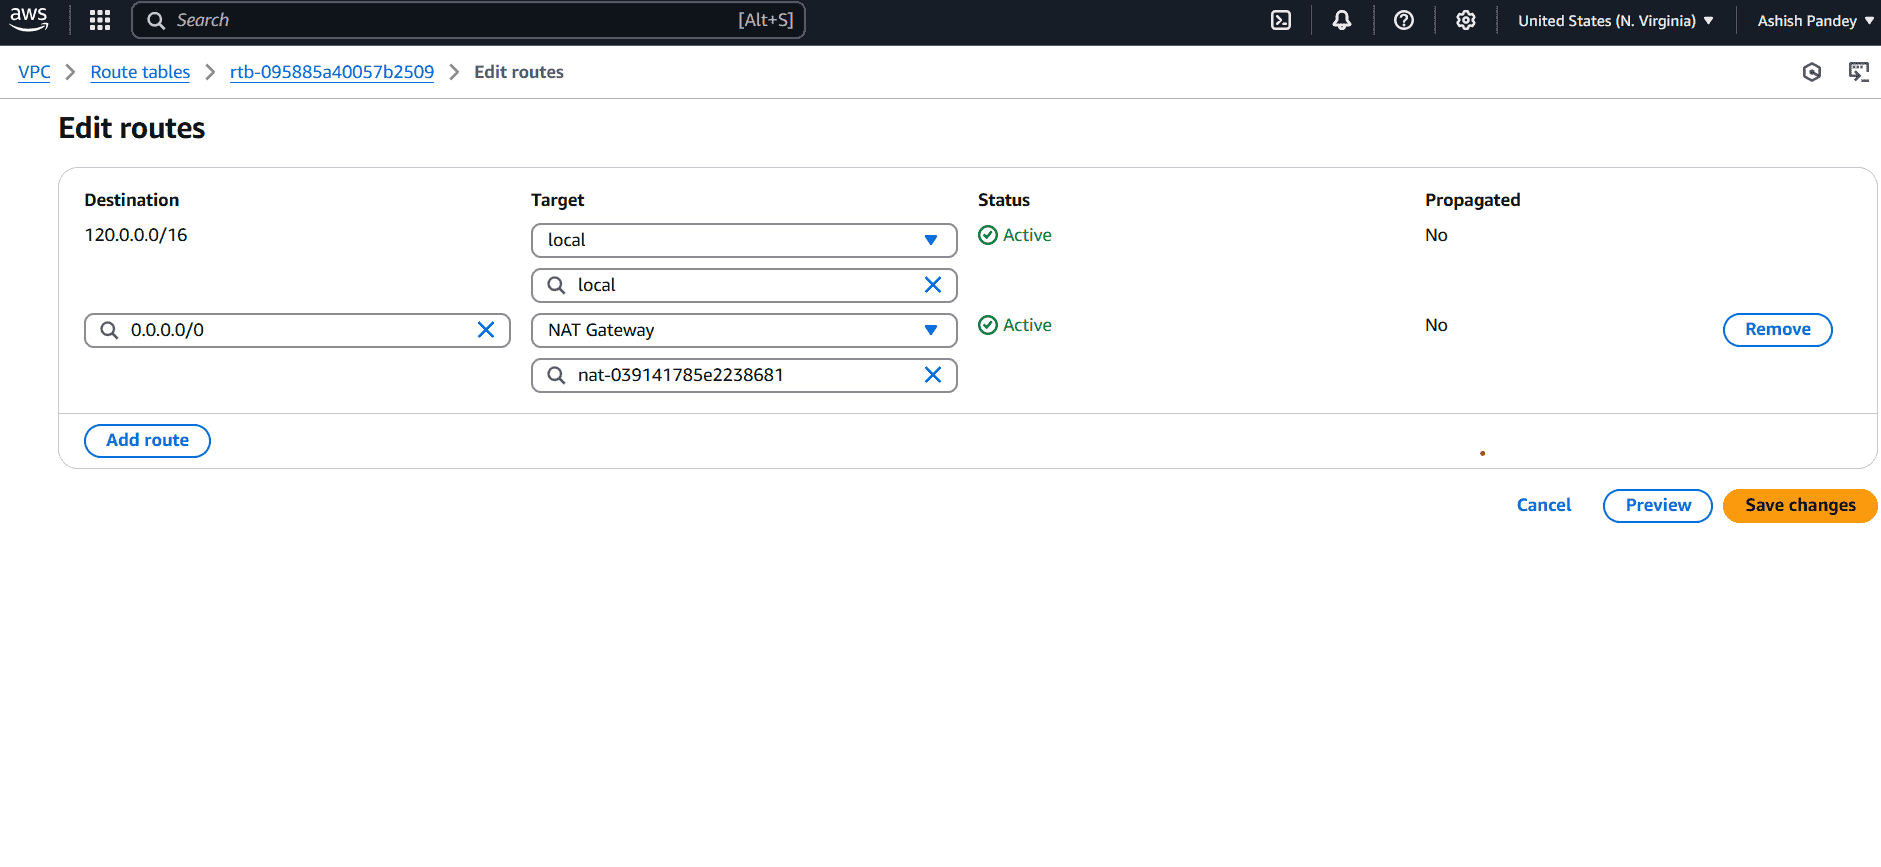 aws Search [Alt+S] United States (N. Virginia) Ashish Pandey
VPC Route tables rtb-095885a40057b2509 Edit routes
Edit routes
Destination Target Status Propagated
120.0.0.0/16 local Active No
local
0.0.0.0/0 NAT Gateway Active No Remove
nat-039141785e2238681
Add route
Cancel Preview Save changes